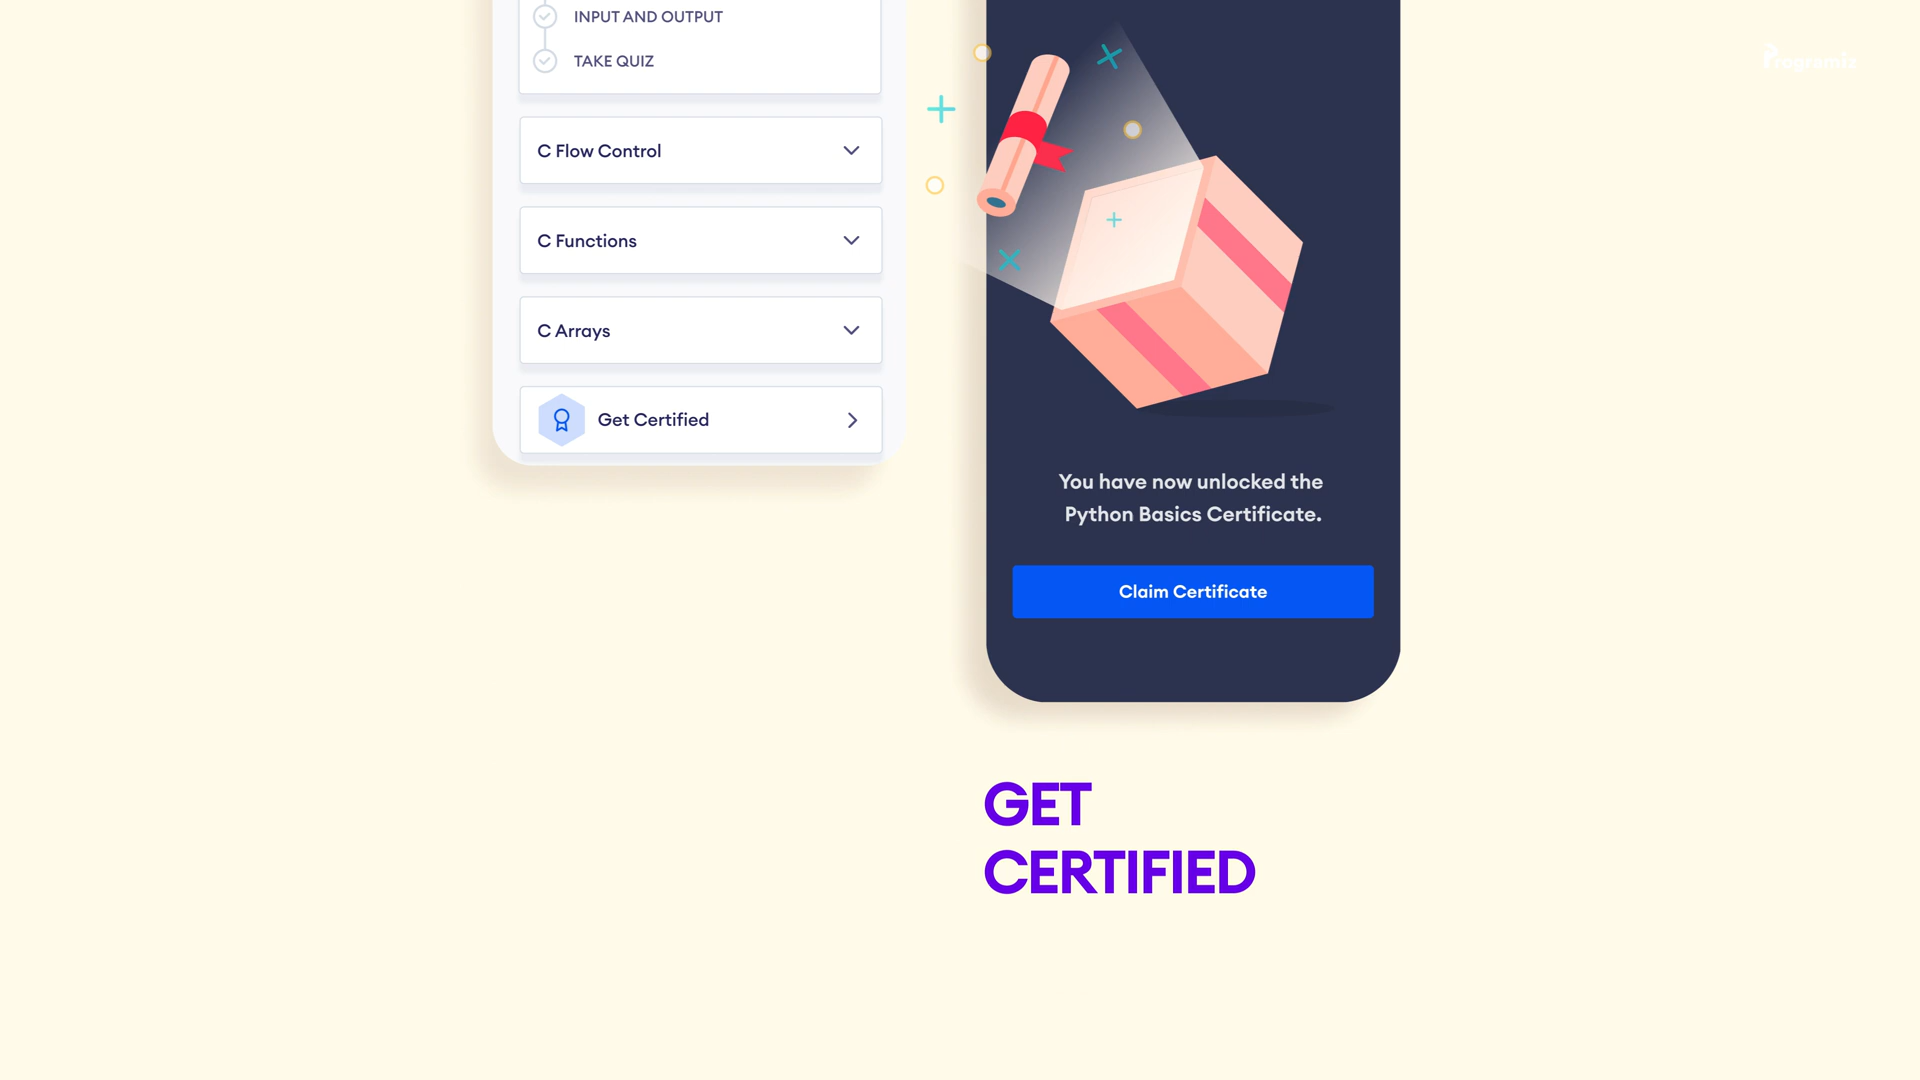 INPUT AND OUTPUT
TAKE QUIZ
C Flow Control
C Functions
C Arrays
Get Certified
Programiz
You have now unlocked the
Python Basics Certificate.
Claim Certificate
GET
CERTIFIED